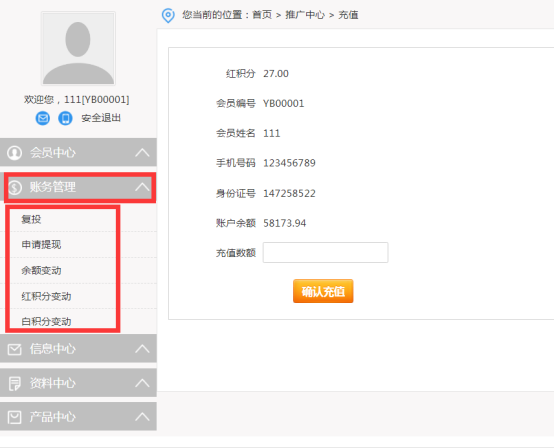 您当前的位置：首页 > 推广中心 > 充值
欢迎您，111[YB00001]
安全退出
会员中心
账务管理
复投
申请提现
余额变动
红积分变动
白积分变动
信息中心
资料中心
产品中心
红积分 27.00
会员编号 YB00001
会员姓名 111
手机号码 123456789
身份证号 147258522
账户余额 58173.94
充值数额
确认充值